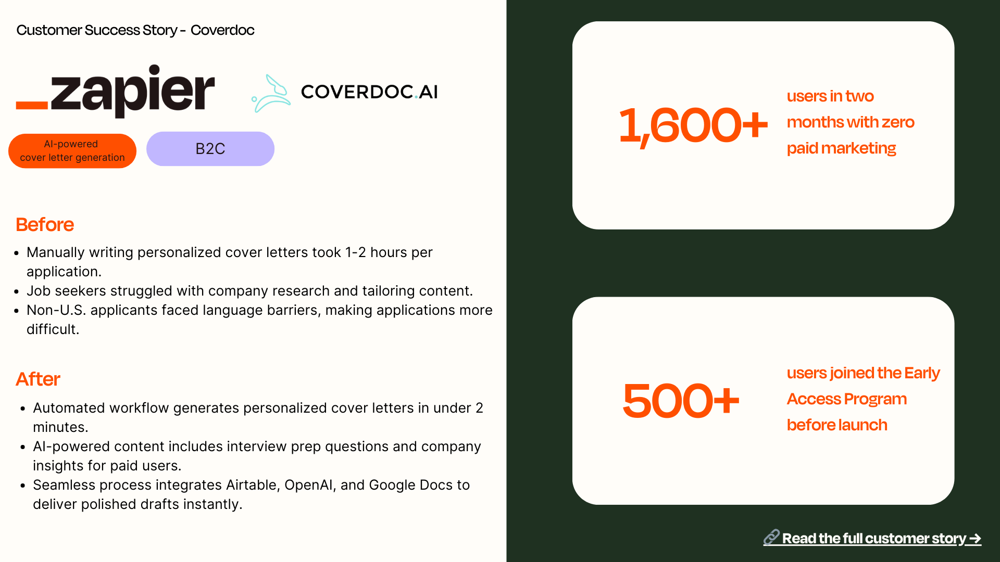 Customer Success Story - Coverdoc
_zapier
COVERDOC.AI
AI-powered
cover letter generation
B2C
Before
• Manually writing personalized cover letters took 1-2 hours per
application.
• Job seekers struggled with company research and tailoring content.
• Non-U.S. applicants faced language barriers, making applications more
difficult.
After
• Automated workflow generates personalized cover letters in under 2
minutes.
• AI-powered content includes interview prep questions and company
insights for paid users.
• Seamless process integrates Airtable, OpenAI, and Google Docs to
deliver polished drafts instantly.
1,600+
users in two
months with zero
paid marketing
500+
users joined the Early
Access Program
before launch
🔗 Read the full customer story →